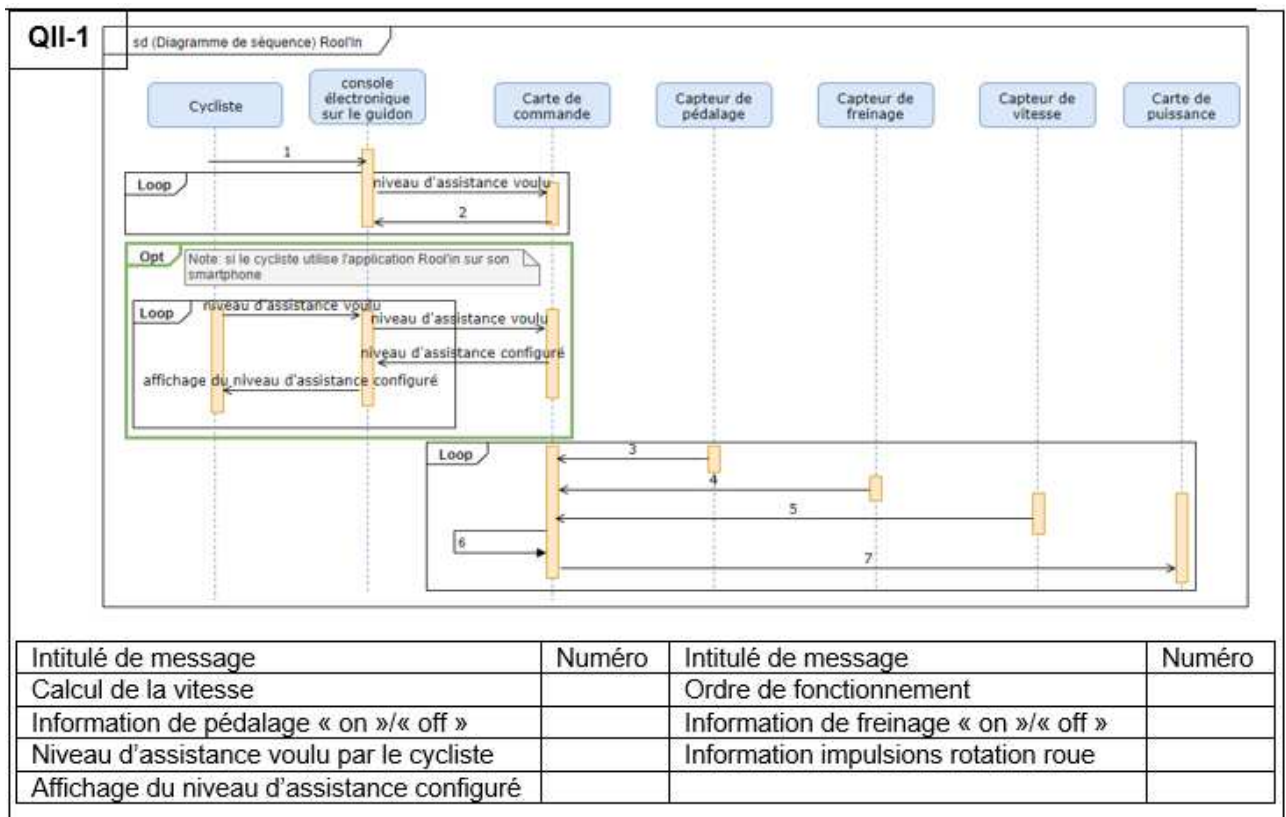 QII-1
sd (Diagramme de séquence) Rool'In
Cycliste
console
électronique
sur le guidon
Carte de
commande
Capteur de
pédalage
Capteur de
freinage
Capteur de
vitesse
Carte de
puissance
1
Loop
niveau d'assistance voulu
2
Opt
Note: si le cycliste utilise l'application Rool'in sur son
smartphone
Loop
niveau d'assistance voulu
niveau d'assistance voulu
niveau d'assistance configuré
affichage du niveau d'assistance configuré
Loop
3
4
5
6
7
Intitulé de message Numéro Intitulé de message Numéro
Calcul de la vitesse Ordre de fonctionnement
Information de pédalage « on »/« off » Information de freinage « on »/« off »
Niveau d'assistance voulu par le cycliste Information impulsions rotation roue
Affichage du niveau d'assistance configuré